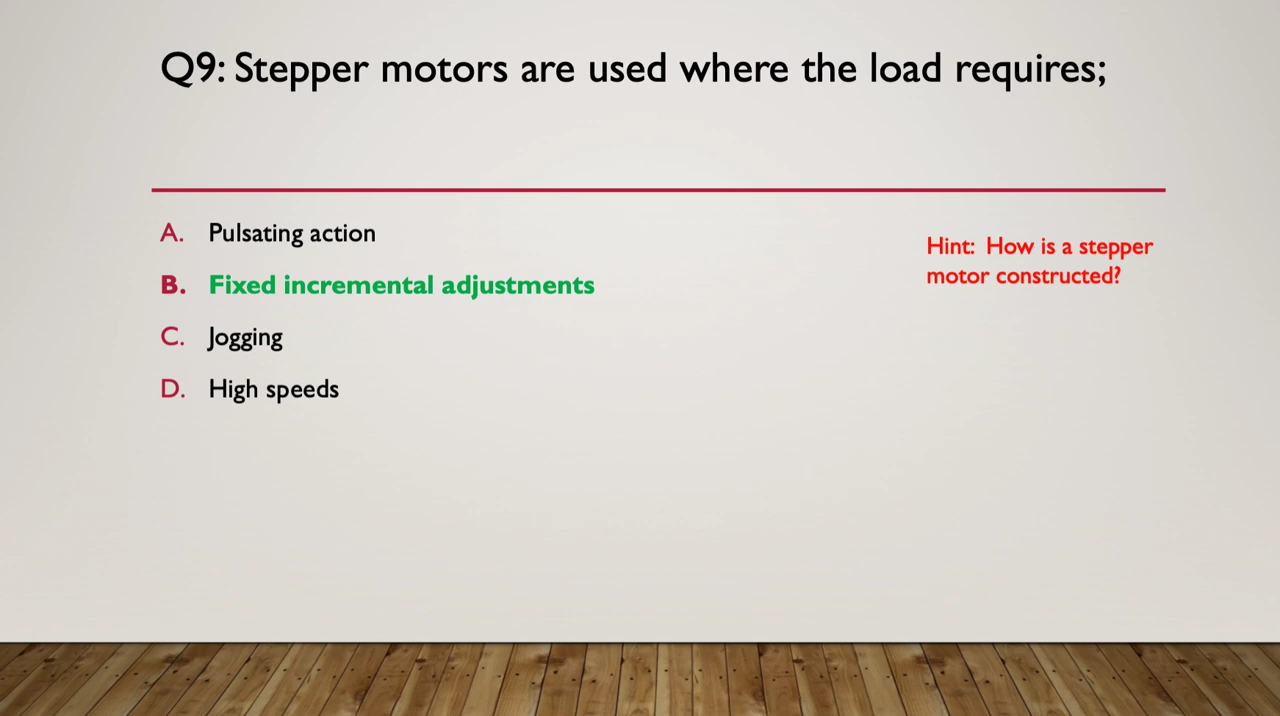 Q9: Stepper motors are used where the load requires;
A. Pulsating action
B. Fixed incremental adjustments
C. Jogging
D. High speeds
Hint: How is a stepper
motor constructed?